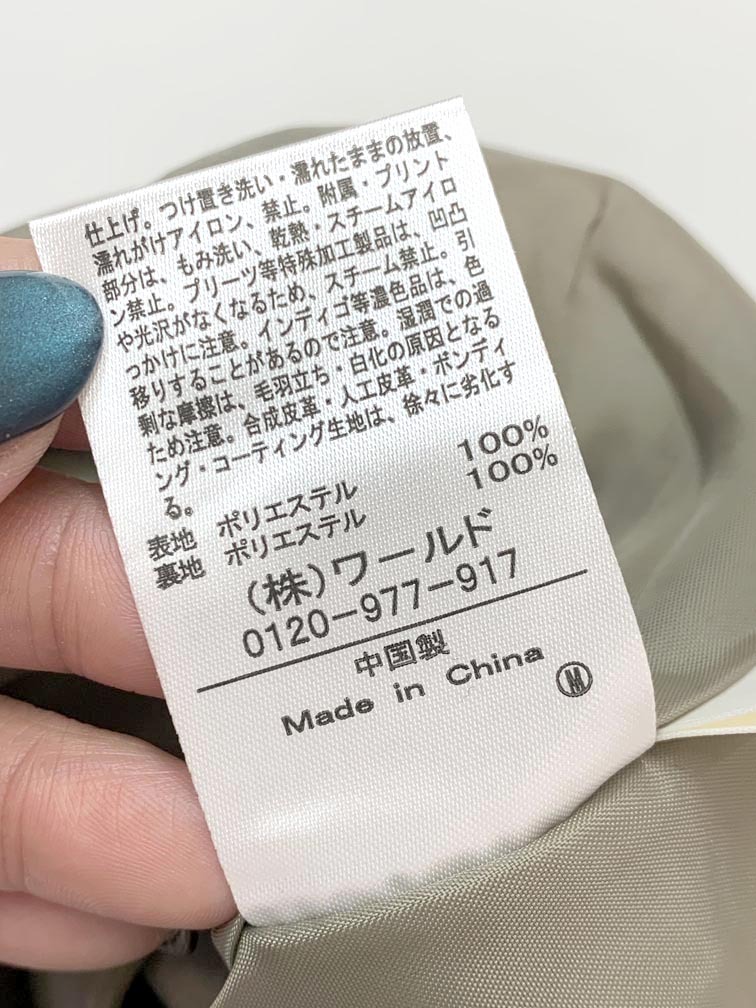 仕上げ。つけ置き洗い・濡れたままの放置、
濡れがけアイロン、禁止。附属・プリント
部分は、もみ洗い、乾熱・スチームアイロ
ン禁止。プリーツ等特殊加工製品は、凹凸
や光沢がなくなるため、スチーム禁止。引
っかけに注意。インディゴ等濃色品は、色
移りすることがあるので注意。湿潤での過
剰な摩擦は、毛羽立ち・白化の原因となる
ため注意。合成皮革・人工皮革・ボンディ
ング・コーティング生地は、徐々に劣化す
る。
表地 ポリエステル 100%
裏地 ポリエステル 100%
(株)ワールド
0120-977-917
中国製
Made in China
M